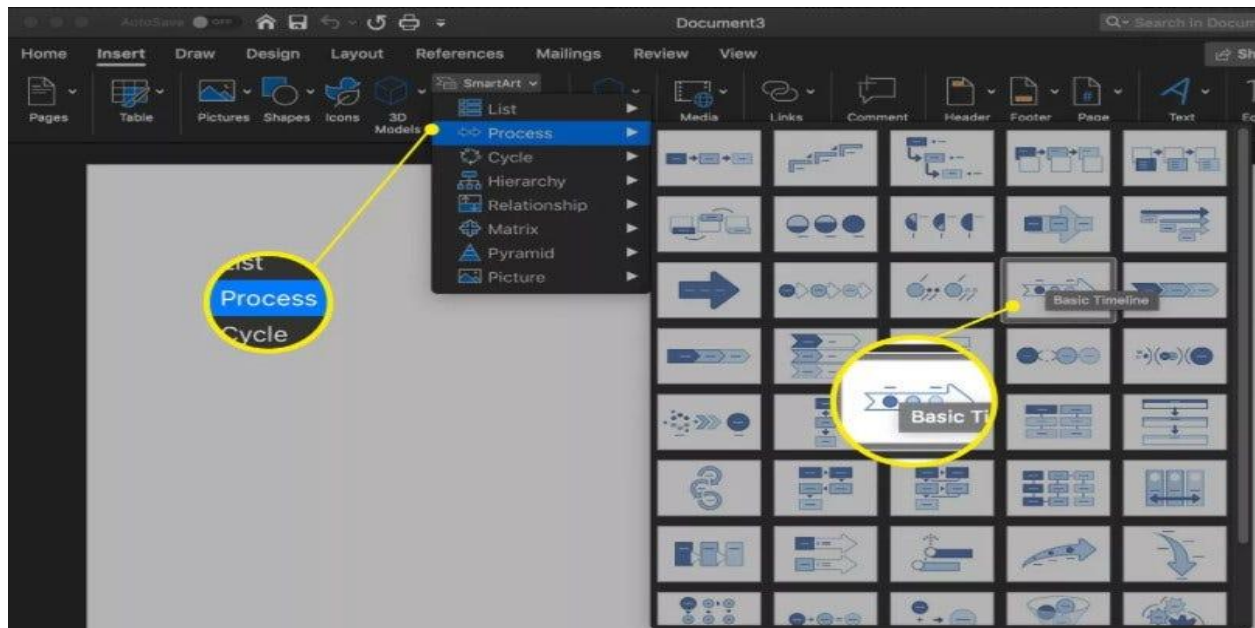 AutoSave OFF Document3 Search in Docum
Home Insert Draw Design Layout References Mailings Review View Sh
SmartArt
Pages Table Pictures Shapes Icons 3D Models Media Links Comment Header Footer Page Text
List
Process
Cycle
Hierarchy
Relationship
Matrix
Pyramid
Picture
List
Process
Cycle
Basic Timeline
Basic Ti